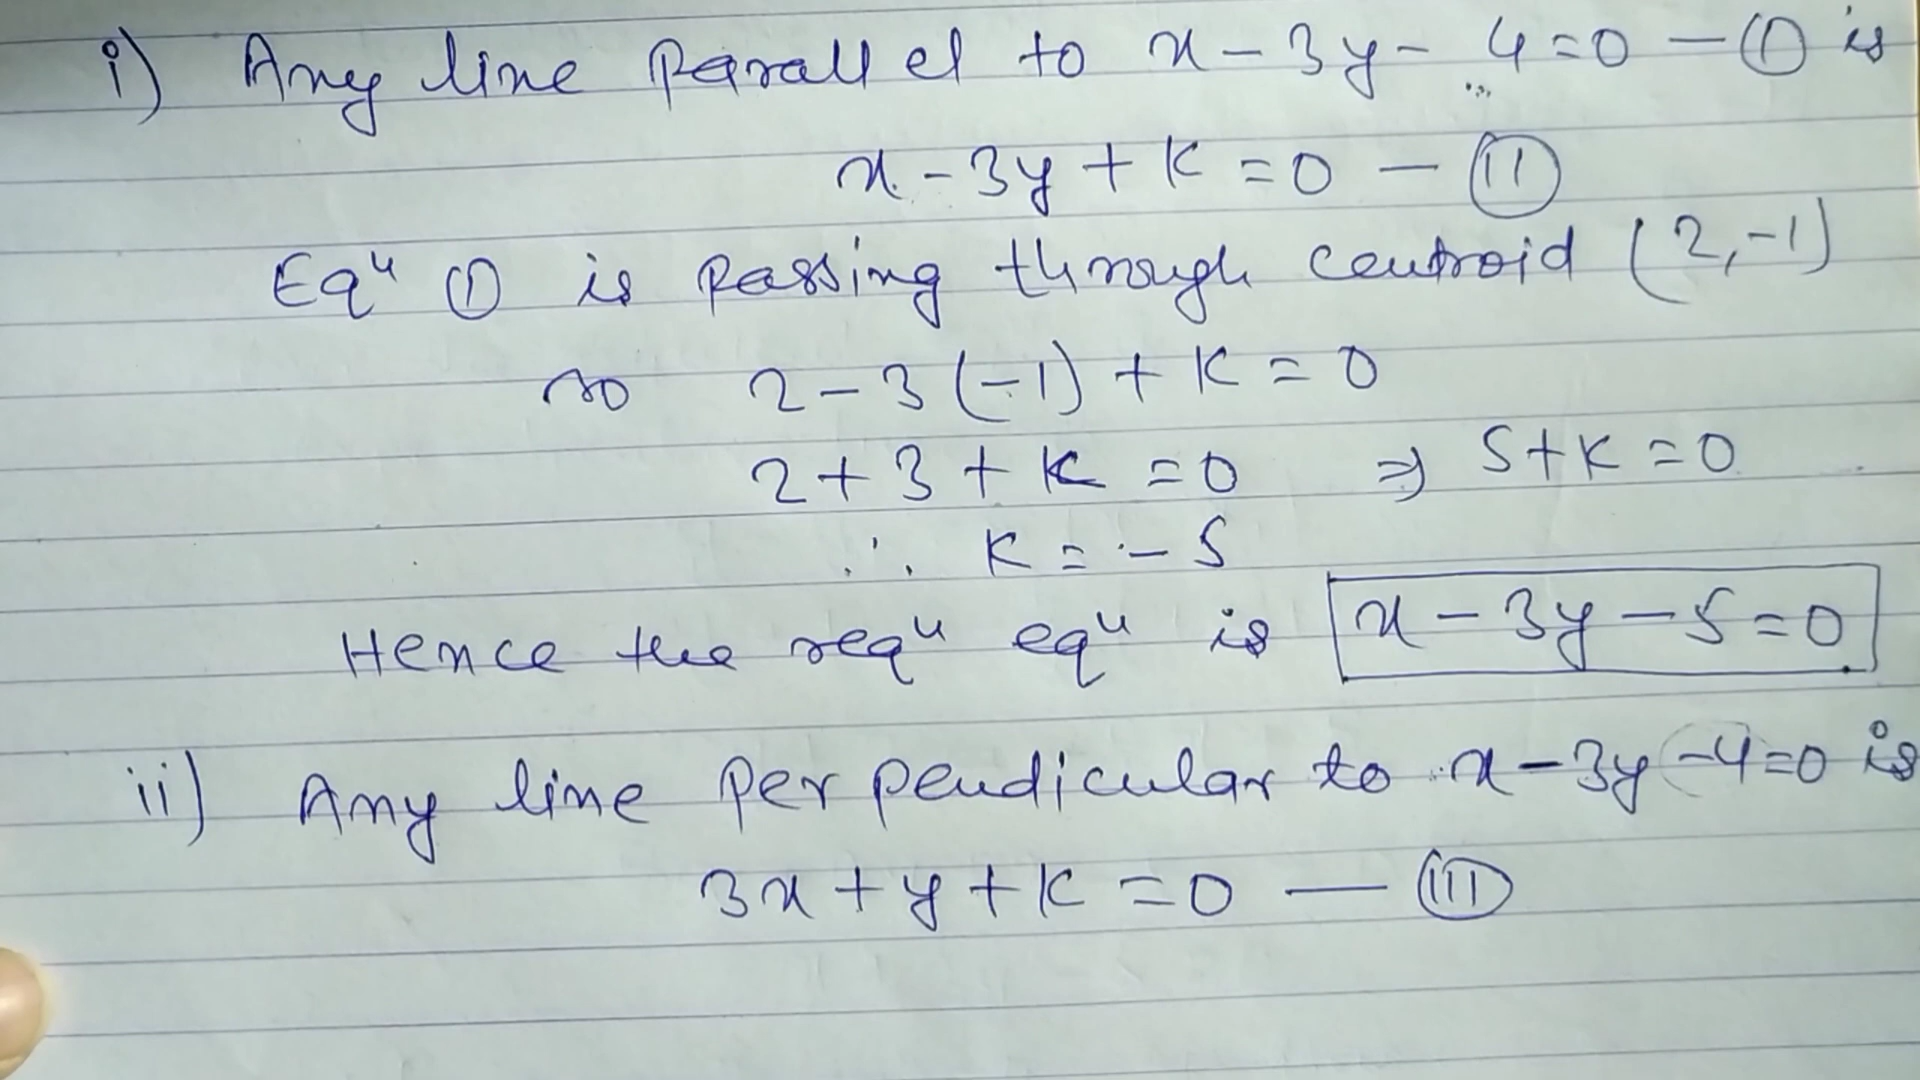 i) Any line parallel to x - 3y - 4 = 0 — (I) is
x - 3y + k = 0 — (II)
Eqn (I) is passing through centroid (2, -1)
so 2 - 3(-1) + k = 0
2 + 3 + k = 0 ⇒ 5 + k = 0
∴ k = -5
Hence the reqn eqn is x - 3y - 5 = 0
ii) Any line perpendicular to x - 3y - 4 = 0 is
3x + y + k = 0 — (III)